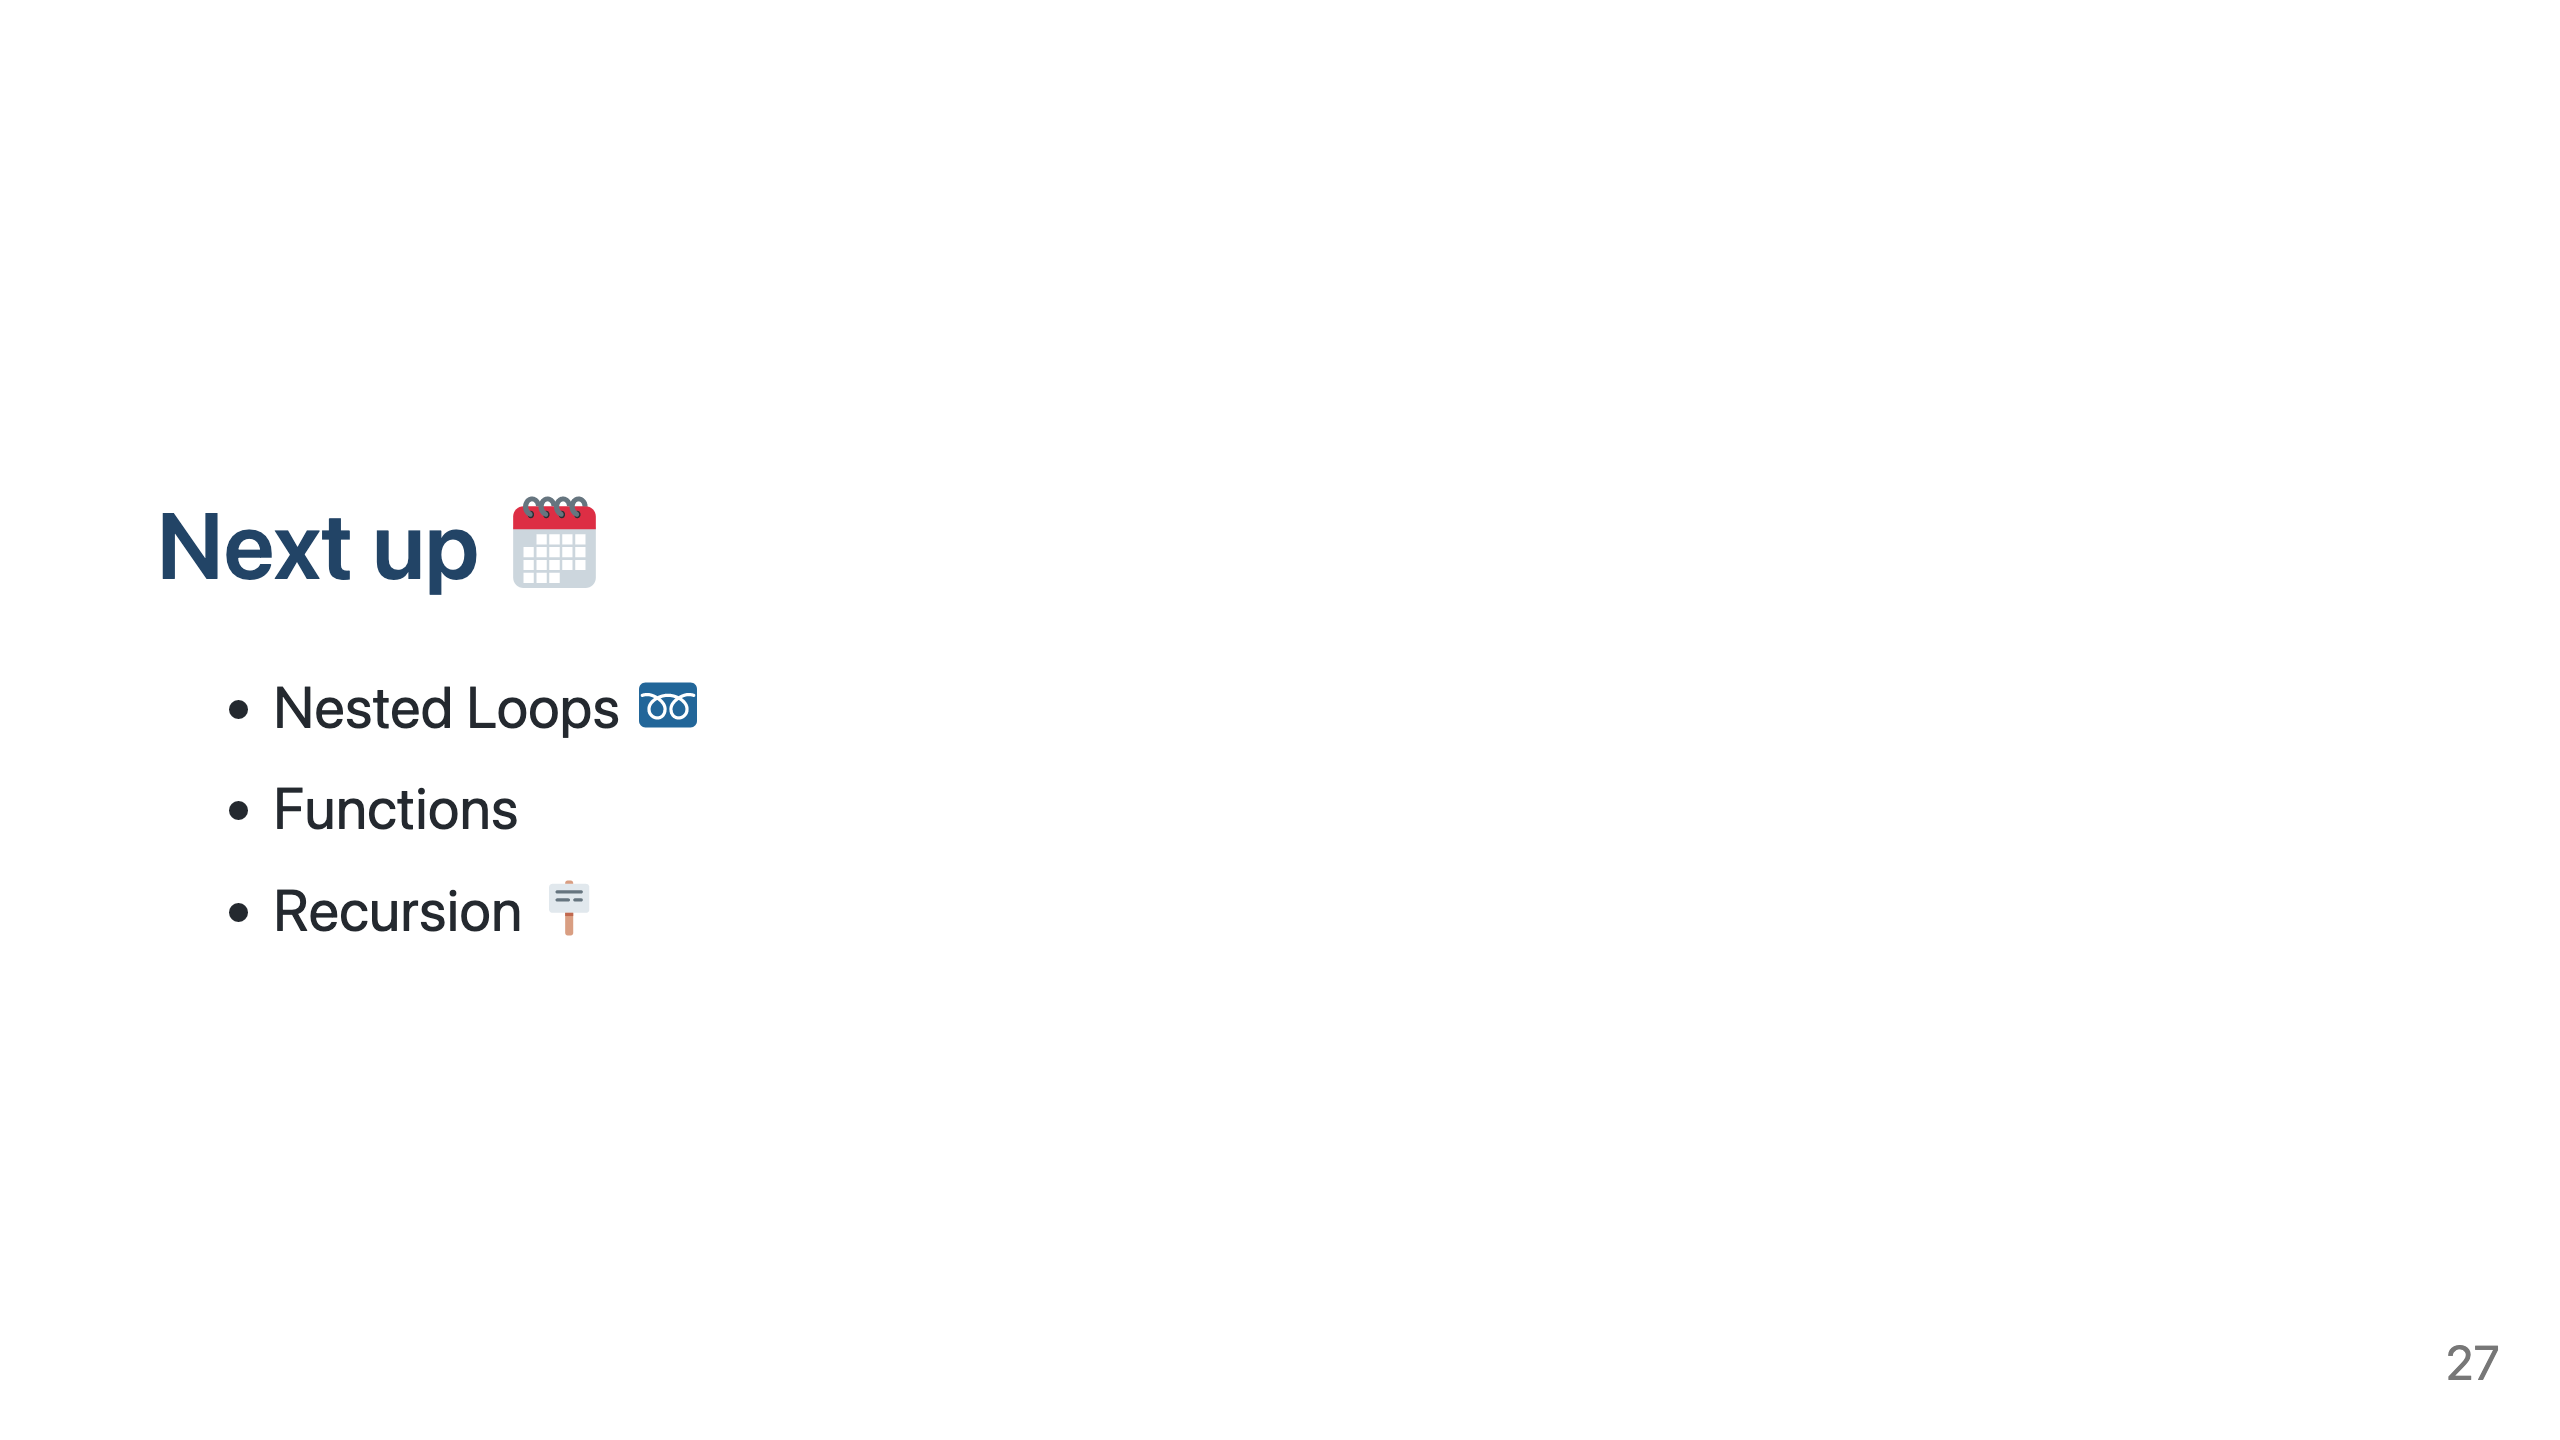 Next up 🗓️
• Nested Loops ➿
• Functions
• Recursion 🪧
27